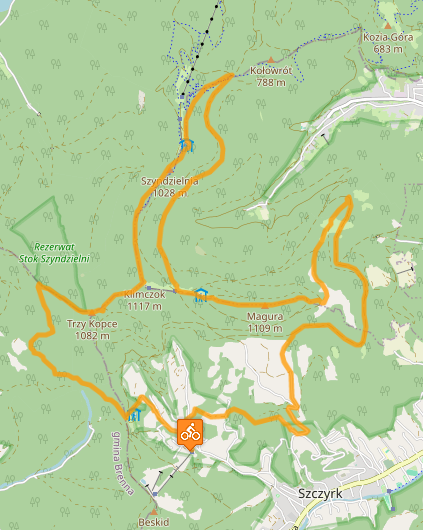 Kozia Góra
683 m
Kołowrót
788 m
Szyndzielnia
1028 m
Rezerwat
Stok Szyndzielni
Klimczok
1117 m
Magura
1109 m
Trzy Kopce
1082 m
gmina Brenna
Szczyrk
Beskid